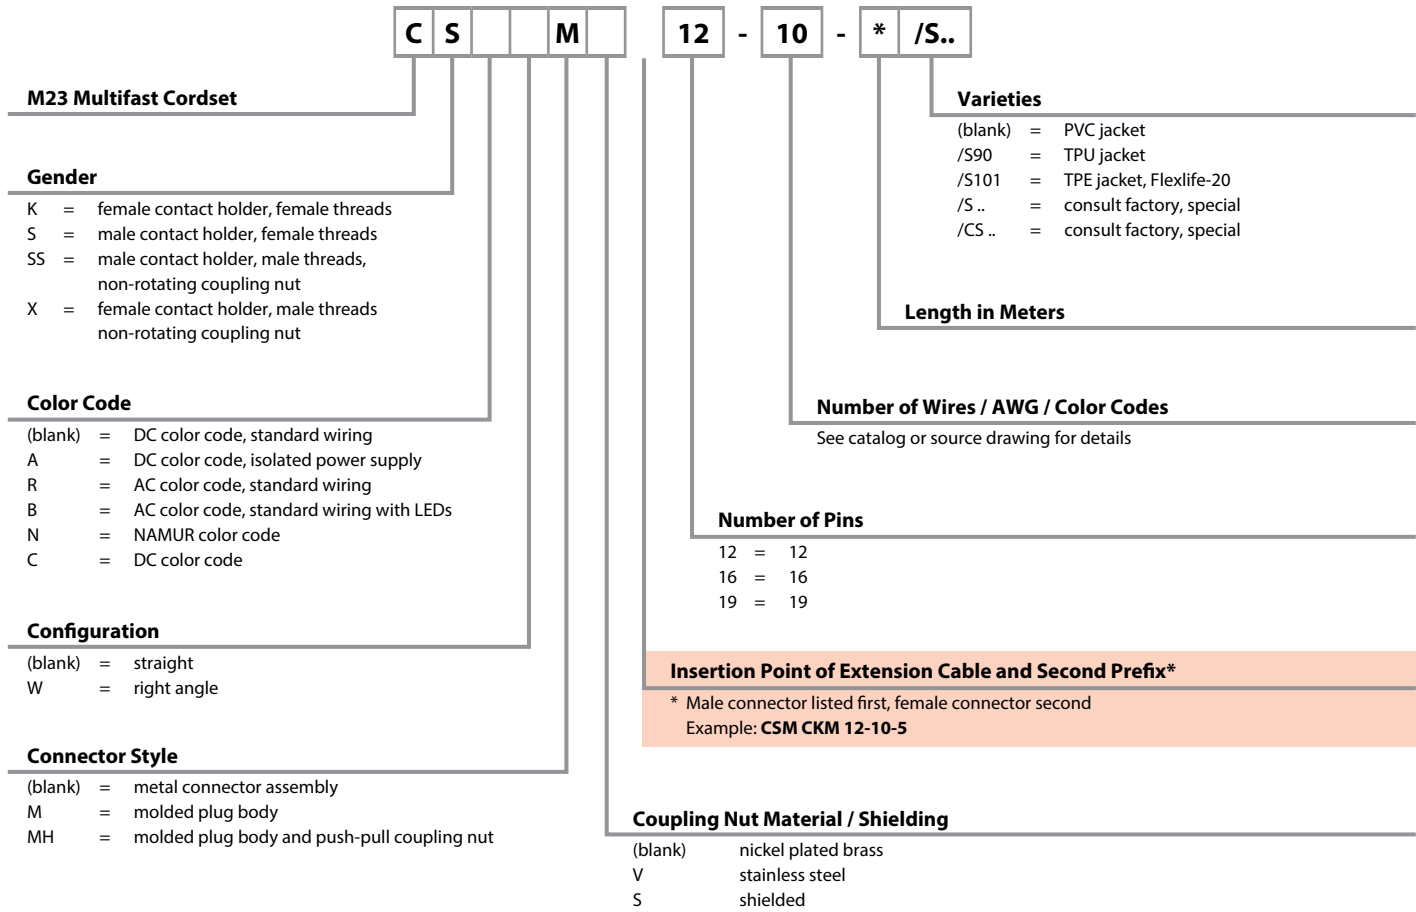 C S M 12 - 10 - * /S..
M23 Multifast Cordset
Gender
K = female contact holder, female threads
S = male contact holder, female threads
SS = male contact holder, male threads,
non-rotating coupling nut
X = female contact holder, male threads
non-rotating coupling nut
Color Code
(blank) = DC color code, standard wiring
A = DC color code, isolated power supply
R = AC color code, standard wiring
B = AC color code, standard wiring with LEDs
N = NAMUR color code
C = DC color code
Configuration
(blank) = straight
W = right angle
Connector Style
(blank) = metal connector assembly
M = molded plug body
MH = molded plug body and push-pull coupling nut
Varieties
(blank) = PVC jacket
/S90 = TPU jacket
/S101 = TPE jacket, Flexlife-20
/S .. = consult factory, special
/CS .. = consult factory, special
Length in Meters
Number of Wires / AWG / Color Codes
See catalog or source drawing for details
Number of Pins
12 = 12
16 = 16
19 = 19
Insertion Point of Extension Cable and Second Prefix*
* Male connector listed first, female connector second
Example: CSM CKM 12-10-5
Coupling Nut Material / Shielding
(blank) nickel plated brass
V stainless steel
S shielded